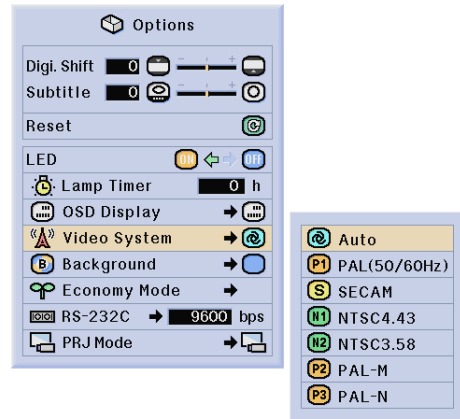 Options
Digi. Shift 0 - +
Subtitle 0 - +
Reset
LED ON OFF
Lamp Timer 0 h
OSD Display
Video System
B Background
Economy Mode
RS-232C 9600 bps
PRJ Mode
Auto
P1 PAL(50/60Hz)
S SECAM
N1 NTSC4.43
N2 NTSC3.58
P2 PAL-M
P3 PAL-N